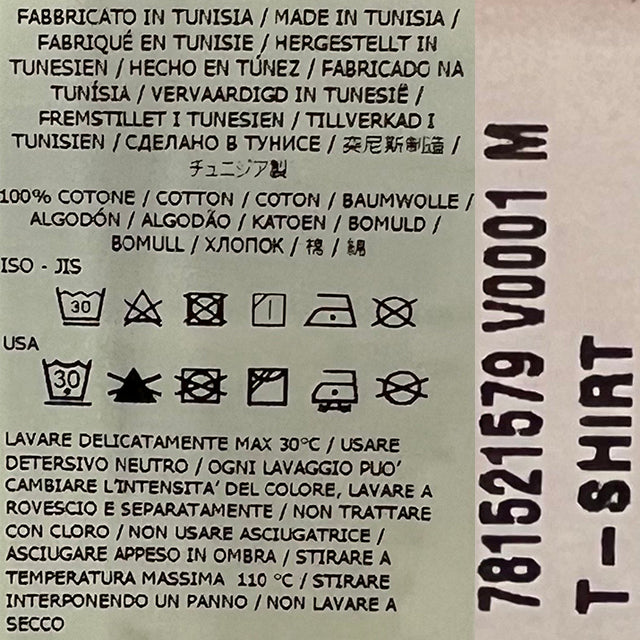 FABBRICATO IN TUNISIA / MADE IN TUNISIA /
FABRIQUÉ EN TUNISIE / HERGESTELLT IN
TUNESIEN / HECHO EN TÚNEZ / FABRICADO NA
TUNÍSIA / VERVAARDIGD IN TUNESIË /
FREMSTILLET I TUNESIEN / TILLVERKAD I
TUNISIEN / СДЕЛАНО В ТУНИСЕ / 突尼斯制造 /
チュニジア製
100% COTONE / COTTON / COTON / BAUMWOLLE /
ALGODÓN / ALGODÃO / KATOEN / BOMULD /
BOMULL / ХЛОПОК / 棉 / 綿
ISO - JIS
30
USA
30
LAVARE DELICATAMENTE MAX 30°C / USARE
DETERSIVO NEUTRO / OGNI LAVAGGIO PUO'
CAMBIARE L'INTENSITA' DEL COLORE, LAVARE A
ROVESCIO E SEPARATAMENTE / NON TRATTARE
CON CLORO / NON USARE ASCIUGATRICE /
ASCIUGARE APPESO IN OMBRA / STIRARE A
TEMPERATURA MASSIMA 110 °C / STIRARE
INTERPONENDO UN PANNO / NON LAVARE A
SECCO
781521579 V0001 M
T-SHIRT